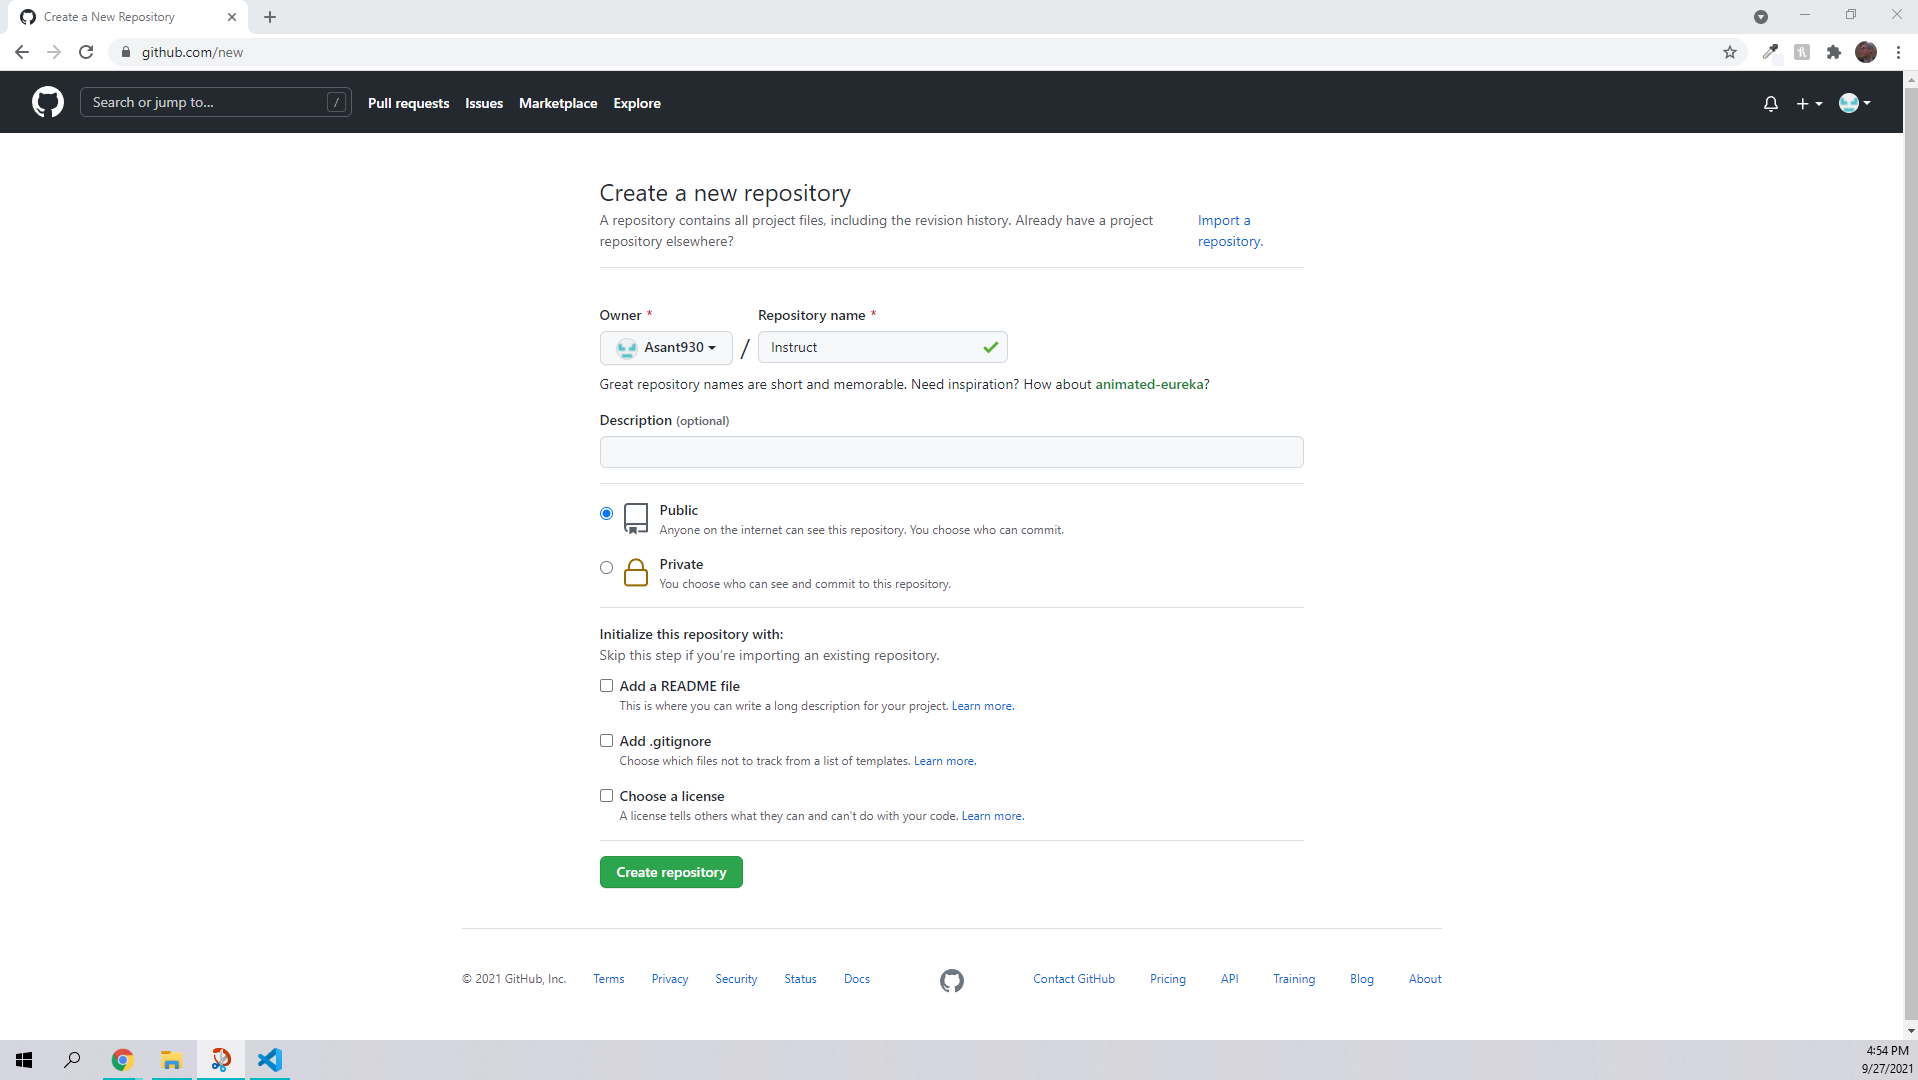 Create a New Repository
github.com/new
Search or jump to...
/
Pull requests
Issues
Marketplace
Explore
Create a new repository
A repository contains all project files, including the revision history. Already have a project
repository elsewhere?
Import a
repository.
Owner *
Repository name *
Asant930
/
Instruct
Great repository names are short and memorable. Need inspiration? How about animated-eureka?
Description (optional)
Public
Anyone on the internet can see this repository. You choose who can commit.
Private
You choose who can see and commit to this repository.
Initialize this repository with:
Skip this step if you're importing an existing repository.
Add a README file
This is where you can write a long description for your project. Learn more.
Add .gitignore
Choose which files not to track from a list of templates. Learn more.
Choose a license
A license tells others what they can and can't do with your code. Learn more.
Create repository
© 2021 GitHub, Inc.
Terms
Privacy
Security
Status
Docs
Contact GitHub
Pricing
API
Training
Blog
About
4:54 PM
9/27/2021